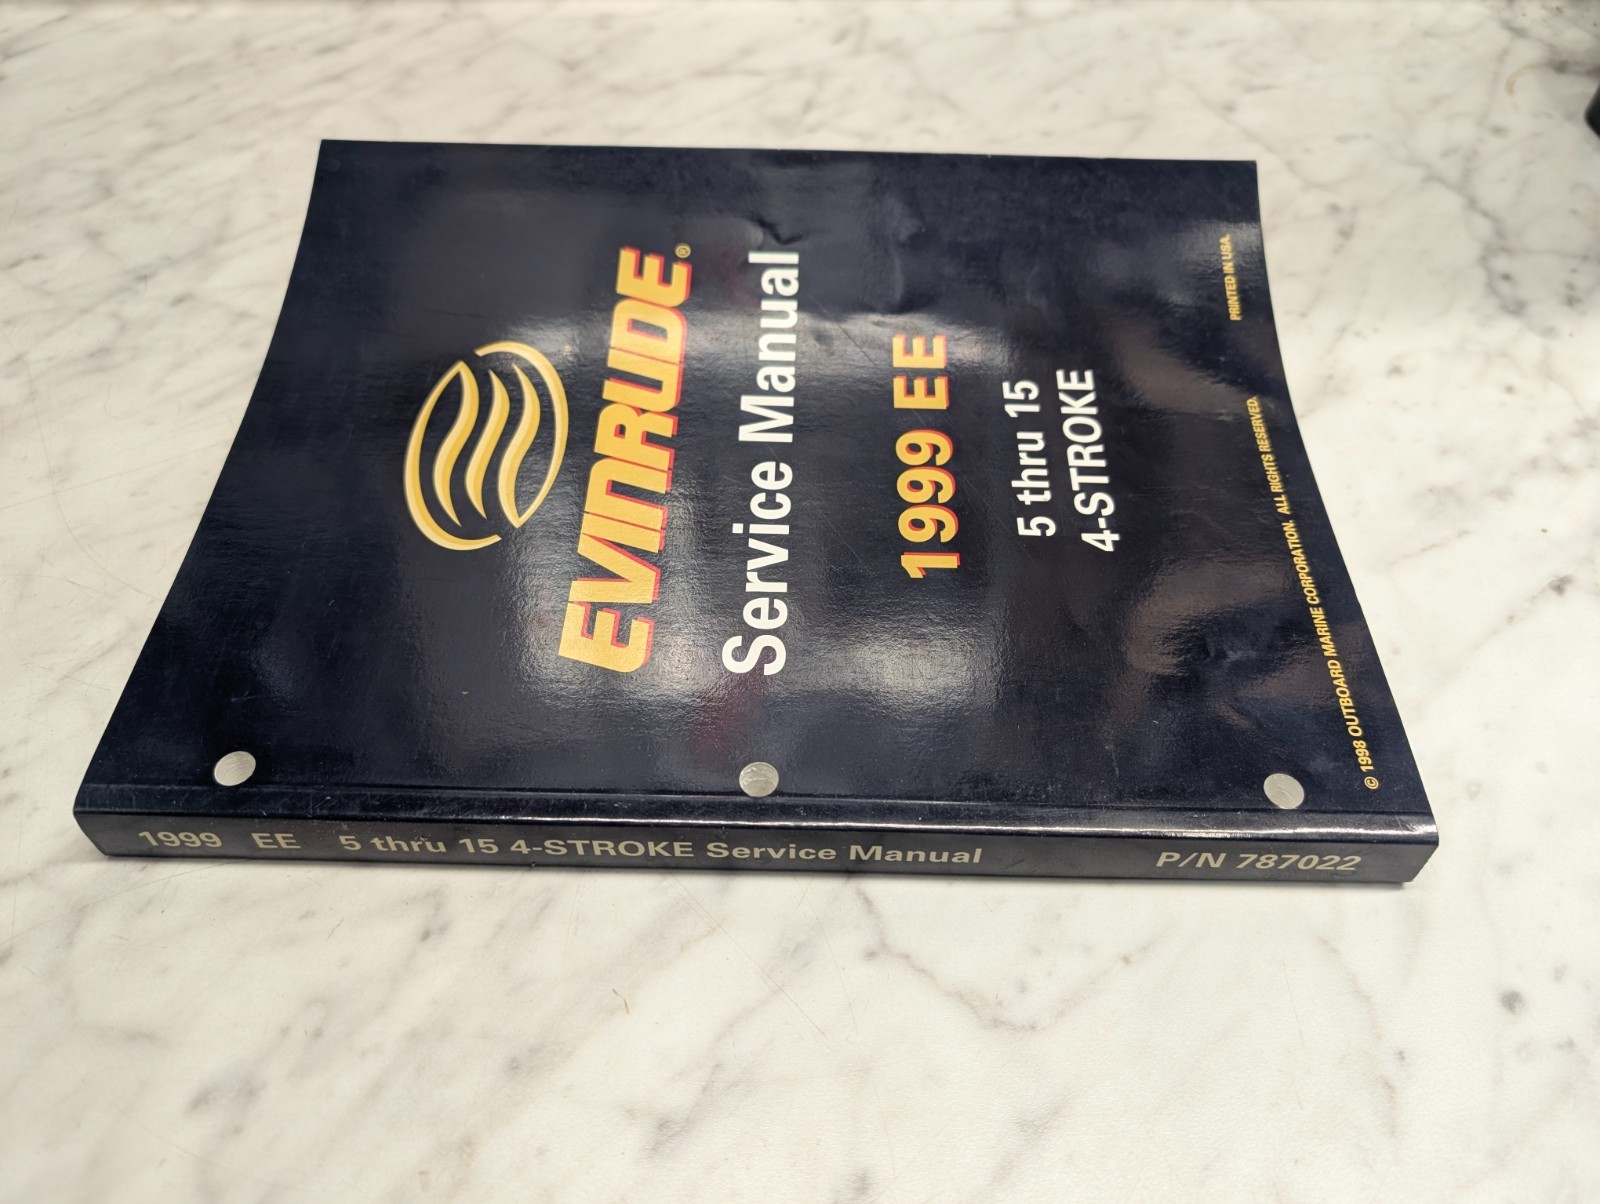 EVINRUDE®
Service Manual
1999 EE
5 thru 15
4-STROKE
© 1998 OUTBOARD MARINE CORPORATION. ALL RIGHTS RESERVED. PRINTED IN USA.
1999 EE 5 thru 15 4-STROKE Service Manual P/N 787022